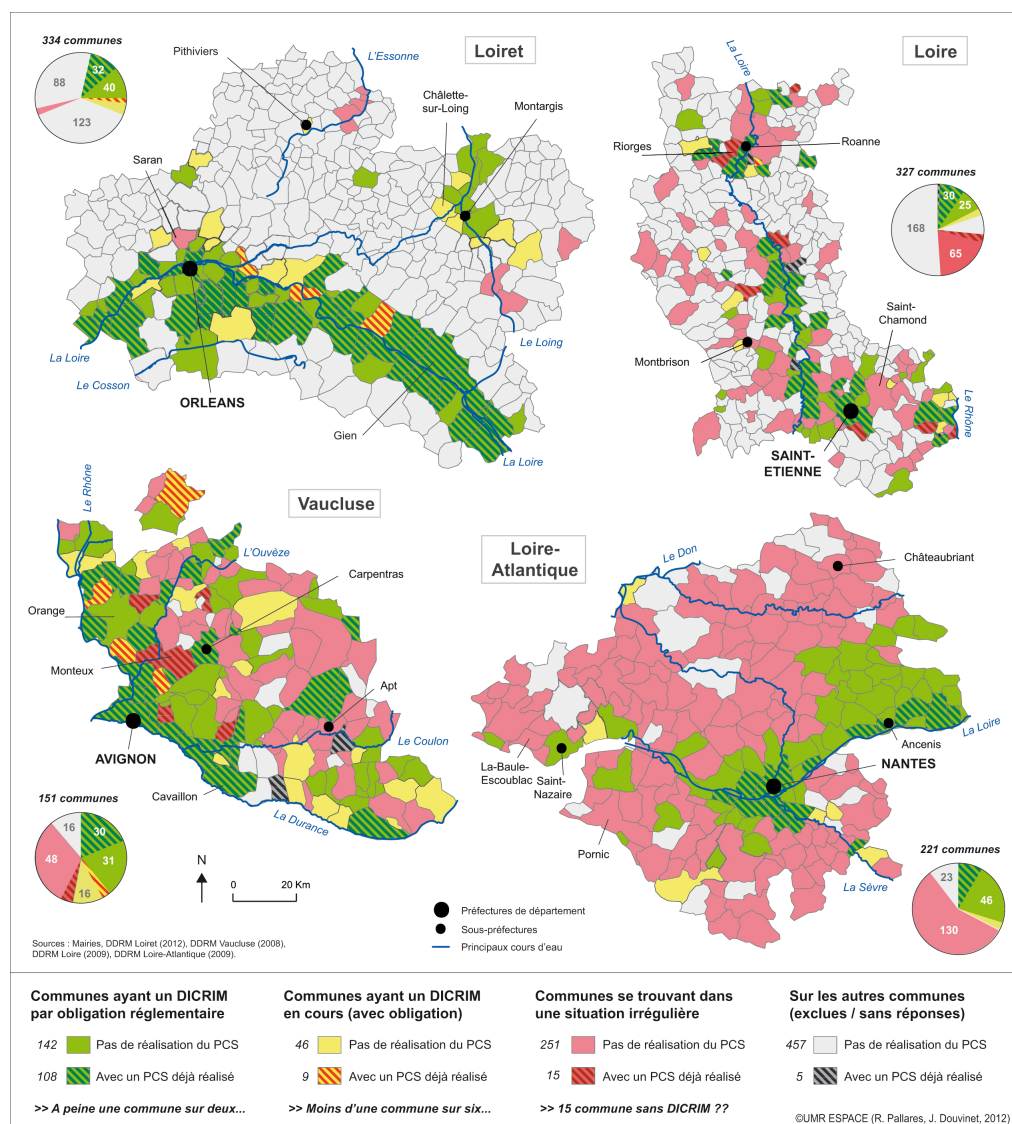 334 communes
88
32
40
123
Pithiviers
L'Essonne
Loiret
Châlette-
sur-Loing
Montargis
Saran
La Loire
Le Cosson
ORLEANS
Gien
Le Loing
La Loire
Loire
La Loire
Riorges
Roanne
327 communes
30
25
168
65
Saint-
Chamond
Montbrison
SAINT-
ETIENNE
Le Rhône
Vaucluse
Le Rhône
L'Ouvèze
Carpentras
Orange
Monteux
Apt
AVIGNON
Le Coulon
Cavaillon
La Durance
151 communes
16
30
48
31
16
N
0 20 Km
Loire-
Atlantique
Le Don
Châteaubriant
La Loire
Ancenis
NANTES
La-Baule-
Escoublac
Saint-
Nazaire
Pornic
La Sèvre
221 communes
23
46
130
Préfectures de département
Sous-préfectures
Principaux cours d'eau
Sources : Mairies, DDRM Loiret (2012), DDRM Vaucluse (2008),
DDRM Loire (2009), DDRM Loire-Atlantique (2009).
Communes ayant un DICRIM
par obligation réglementaire
142 Pas de réalisation du PCS
108 Avec un PCS déjà réalisé
>> A peine une commune sur deux...
Communes ayant un DICRIM
en cours (avec obligation)
46 Pas de réalisation du PCS
9 Avec un PCS déjà réalisé
>> Moins d'une commune sur six...
Communes se trouvant dans
une situation irrégulière
251 Pas de réalisation du PCS
15 Avec un PCS déjà réalisé
>> 15 commune sans DICRIM ??
Sur les autres communes
(exclues / sans réponses)
457 Pas de réalisation du PCS
5 Avec un PCS déjà réalisé
©UMR ESPACE (R. Pallares, J. Douvinet, 2012)